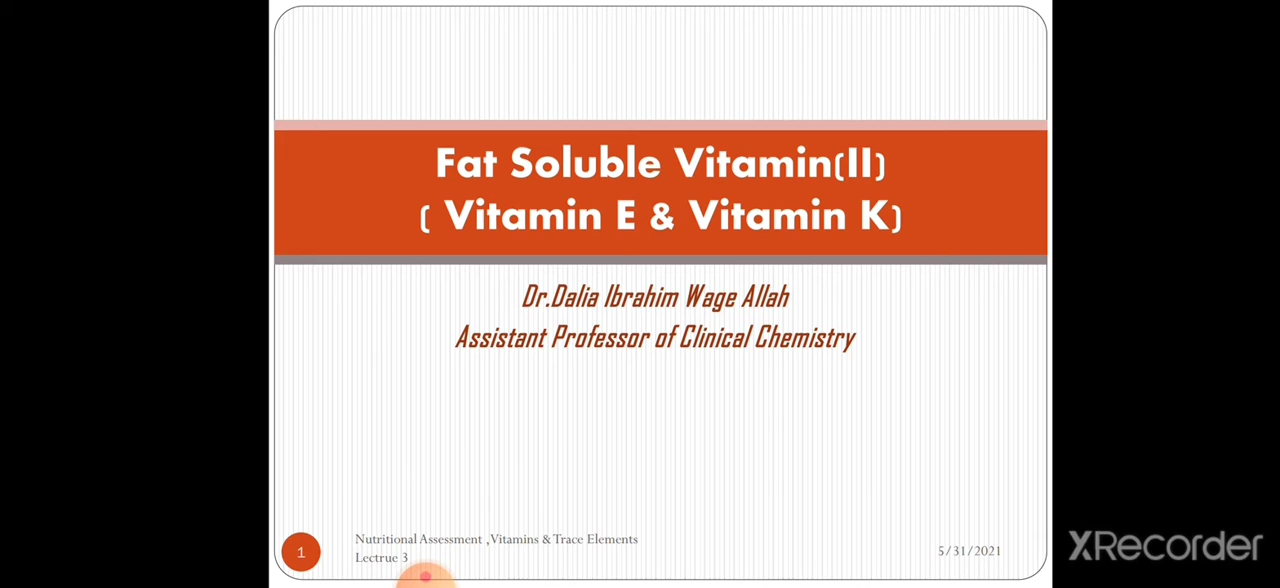 Fat Soluble Vitamin(II)
( Vitamin E & Vitamin K)
Dr.Dalia Ibrahim Wage Allah
Assistant Professor of Clinical Chemistry
1
Nutritional Assessment ,Vitamins & Trace Elements
Lectrue 3
5/31/2021
XRecorder